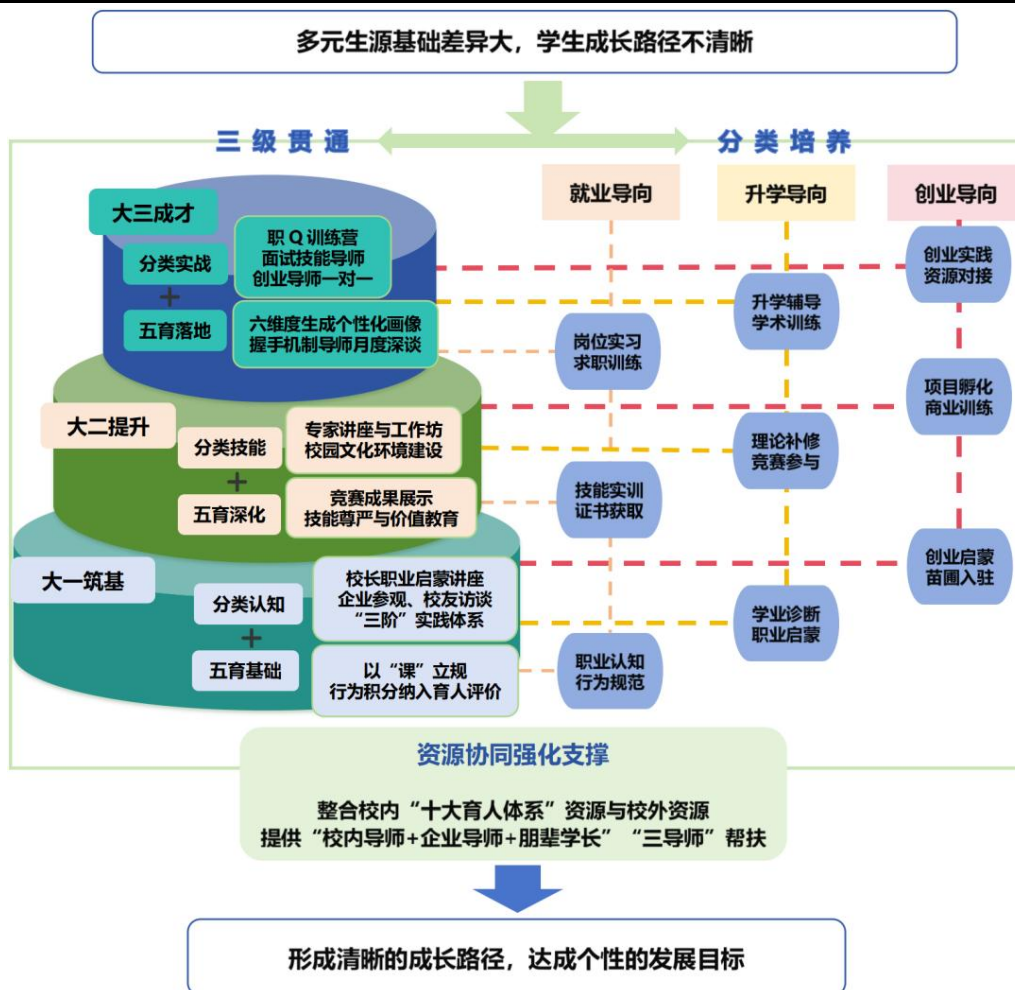 多元生源基础差异大，学生成长路径不清晰
三级贯通
分类培养
就业导向
升学导向
创业导向
大三成才
分类实战
+
五育落地
职Q训练营
面试技能导师
创业导师一对一
六维度生成个性化画像
握手机制导师月度深谈
岗位实习
求职训练
升学辅导
学术训练
创业实践
资源对接
大二提升
分类技能
+
五育深化
专家讲座与工作坊
校园文化环境建设
竞赛成果展示
技能尊严与价值教育
技能实训
证书获取
理论补修
竞赛参与
项目孵化
商业训练
大一筑基
分类认知
+
五育基础
校长职业启蒙讲座
企业参观、校友访谈
“三阶”实践体系
以“课”立规
行为积分纳入育人评价
职业认知
行为规范
学业诊断
职业启蒙
创业启蒙
苗圃入驻
资源协同强化支撑
整合校内“十大育人体系”资源与校外资源
提供“校内导师+企业导师+朋辈学长”“三导师”帮扶
形成清晰的成长路径，达成个性的发展目标